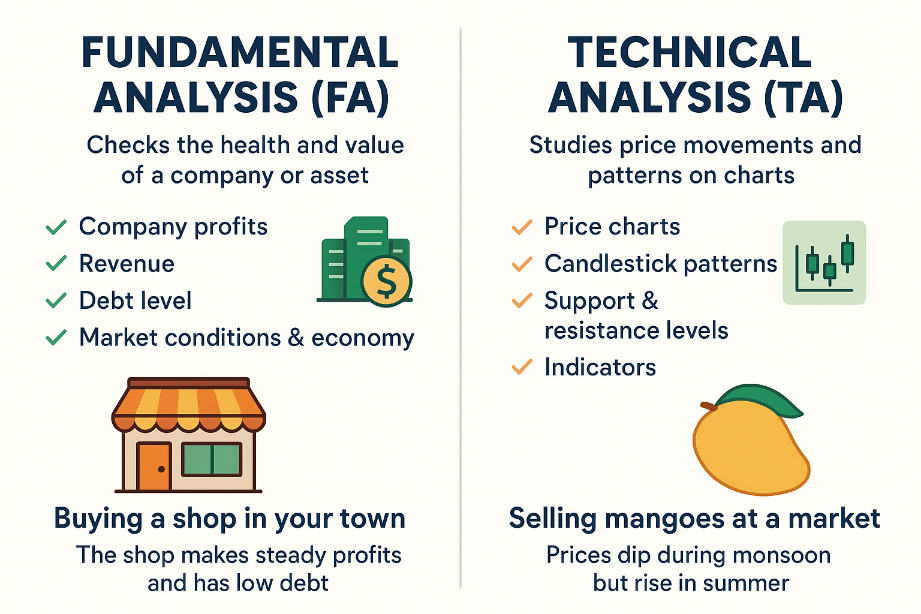 FUNDAMENTAL
ANALYSIS (FA)
Checks the health and value
of a company or asset
Company profits
Revenue
Debt level
Market conditions & economy
$
Buying a shop in your town
The shop makes steady profits
and has low debt
TECHNICAL
ANALYSIS (TA)
Studies price movements and
patterns on charts
Price charts
Candlestick patterns
Support &
resistance levels
Indicators
Selling mangoes at a market
Prices dip during monsoon
but rise in summer